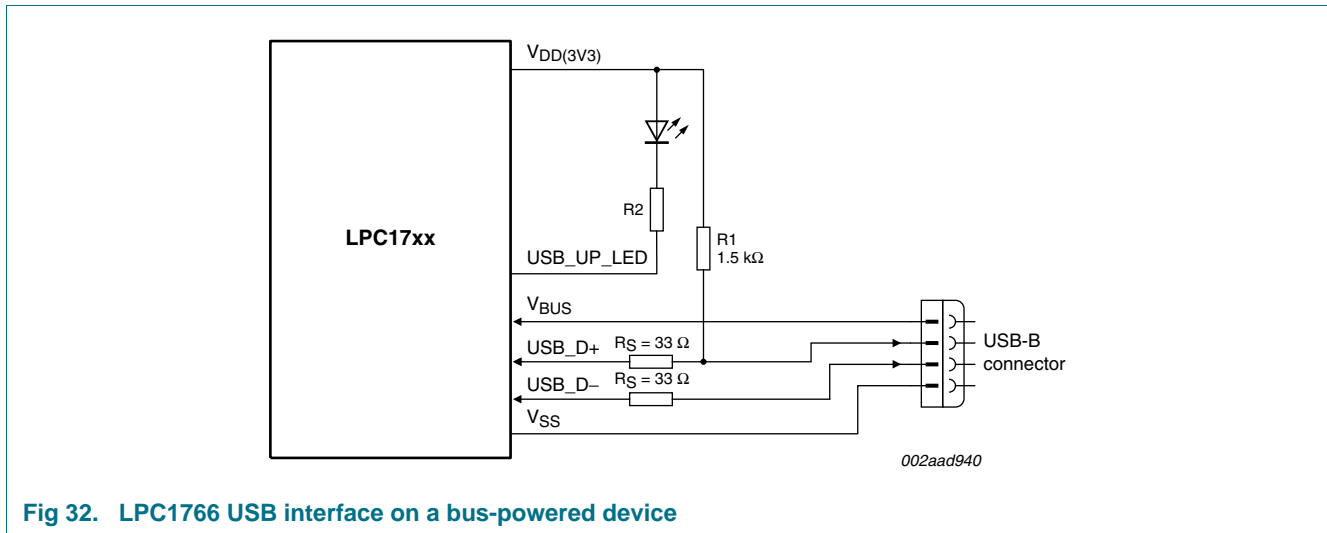 VDD(3V3)
R2
LPC17xx
R1
1.5 kΩ
USB_UP_LED
VBUS
USB_D+ RS = 33 Ω
USB-B
connector
USB_D− RS = 33 Ω
VSS
002aad940
Fig 32. LPC1766 USB interface on a bus-powered device